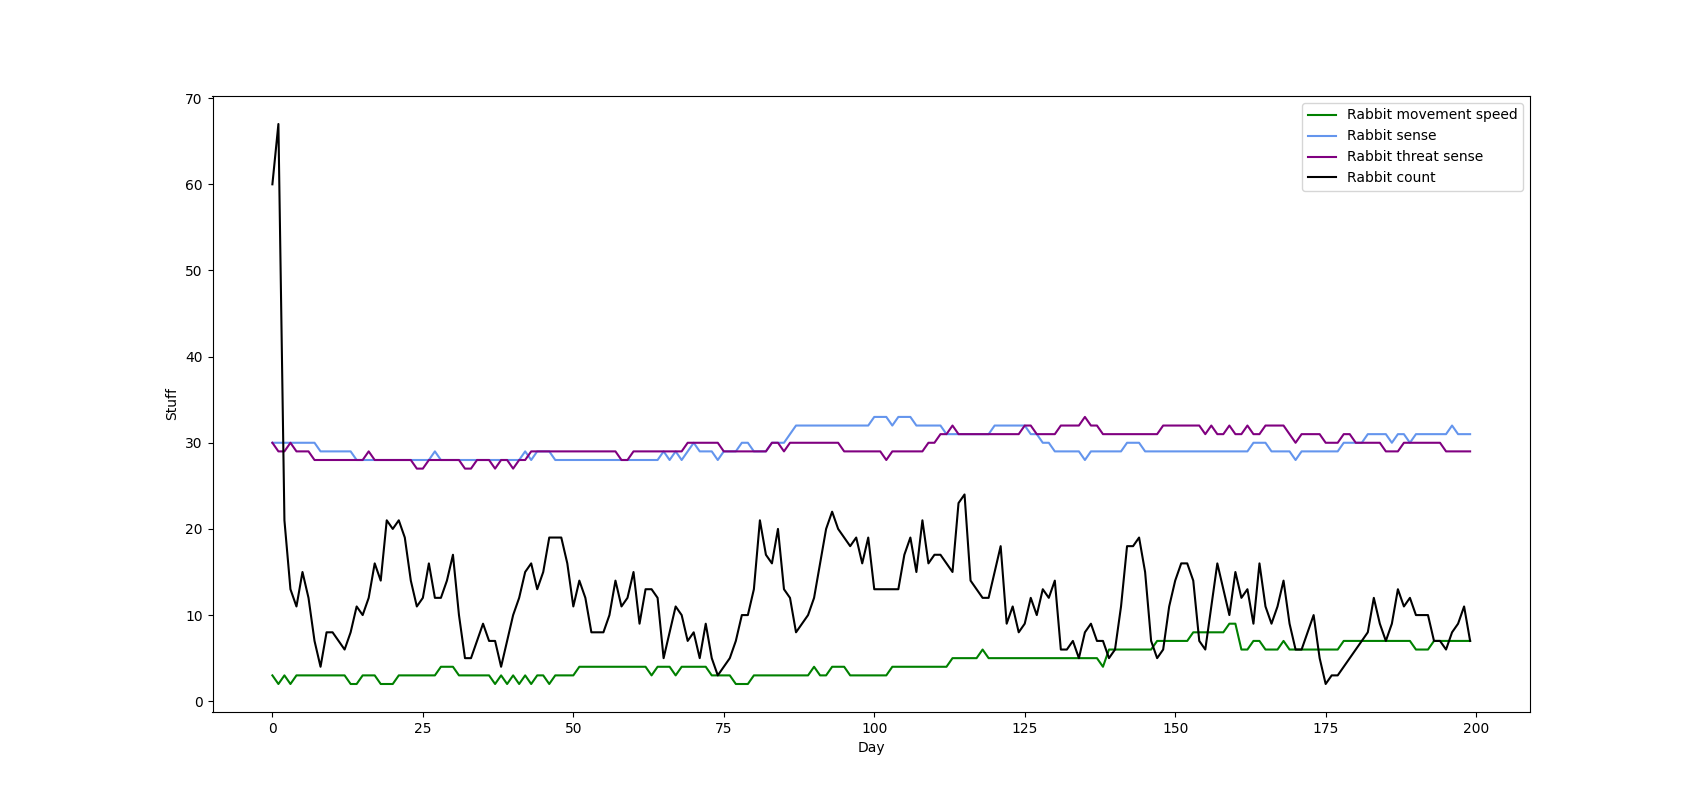 70
60
50
40
30
20
10
0
Stuff
Rabbit movement speed
Rabbit sense
Rabbit threat sense
Rabbit count
0 25 50 75 100 125 150 175 200
Day